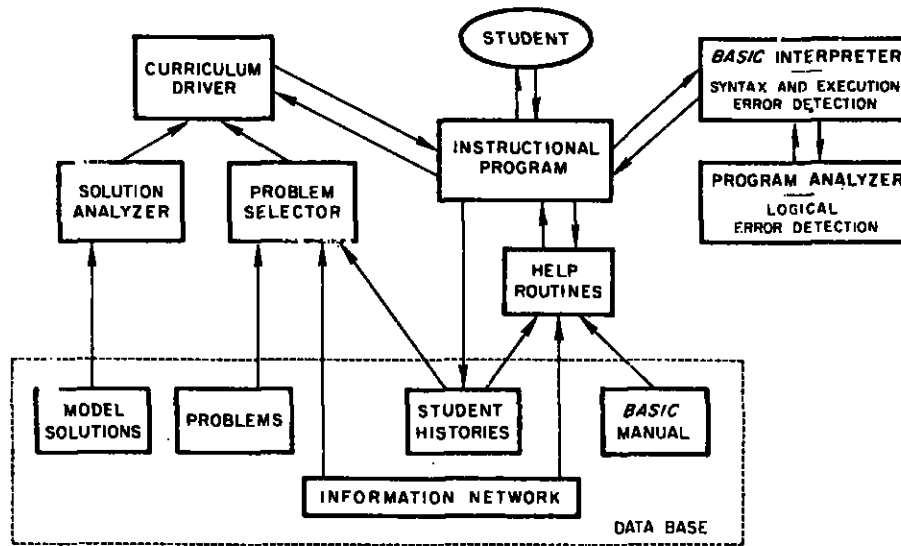 STUDENT
CURRICULUM
DRIVER
BASIC INTERPRETER
SYNTAX AND EXECUTION
ERROR DETECTION
INSTRUCTIONAL
PROGRAM
SOLUTION
ANALYZER
PROBLEM
SELECTOR
PROGRAM ANALYZER
LOGICAL
ERROR DETECTION
HELP
ROUTINES
MODEL
SOLUTIONS
PROBLEMS
STUDENT
HISTORIES
BASIC
MANUAL
INFORMATION NETWORK
DATA BASE